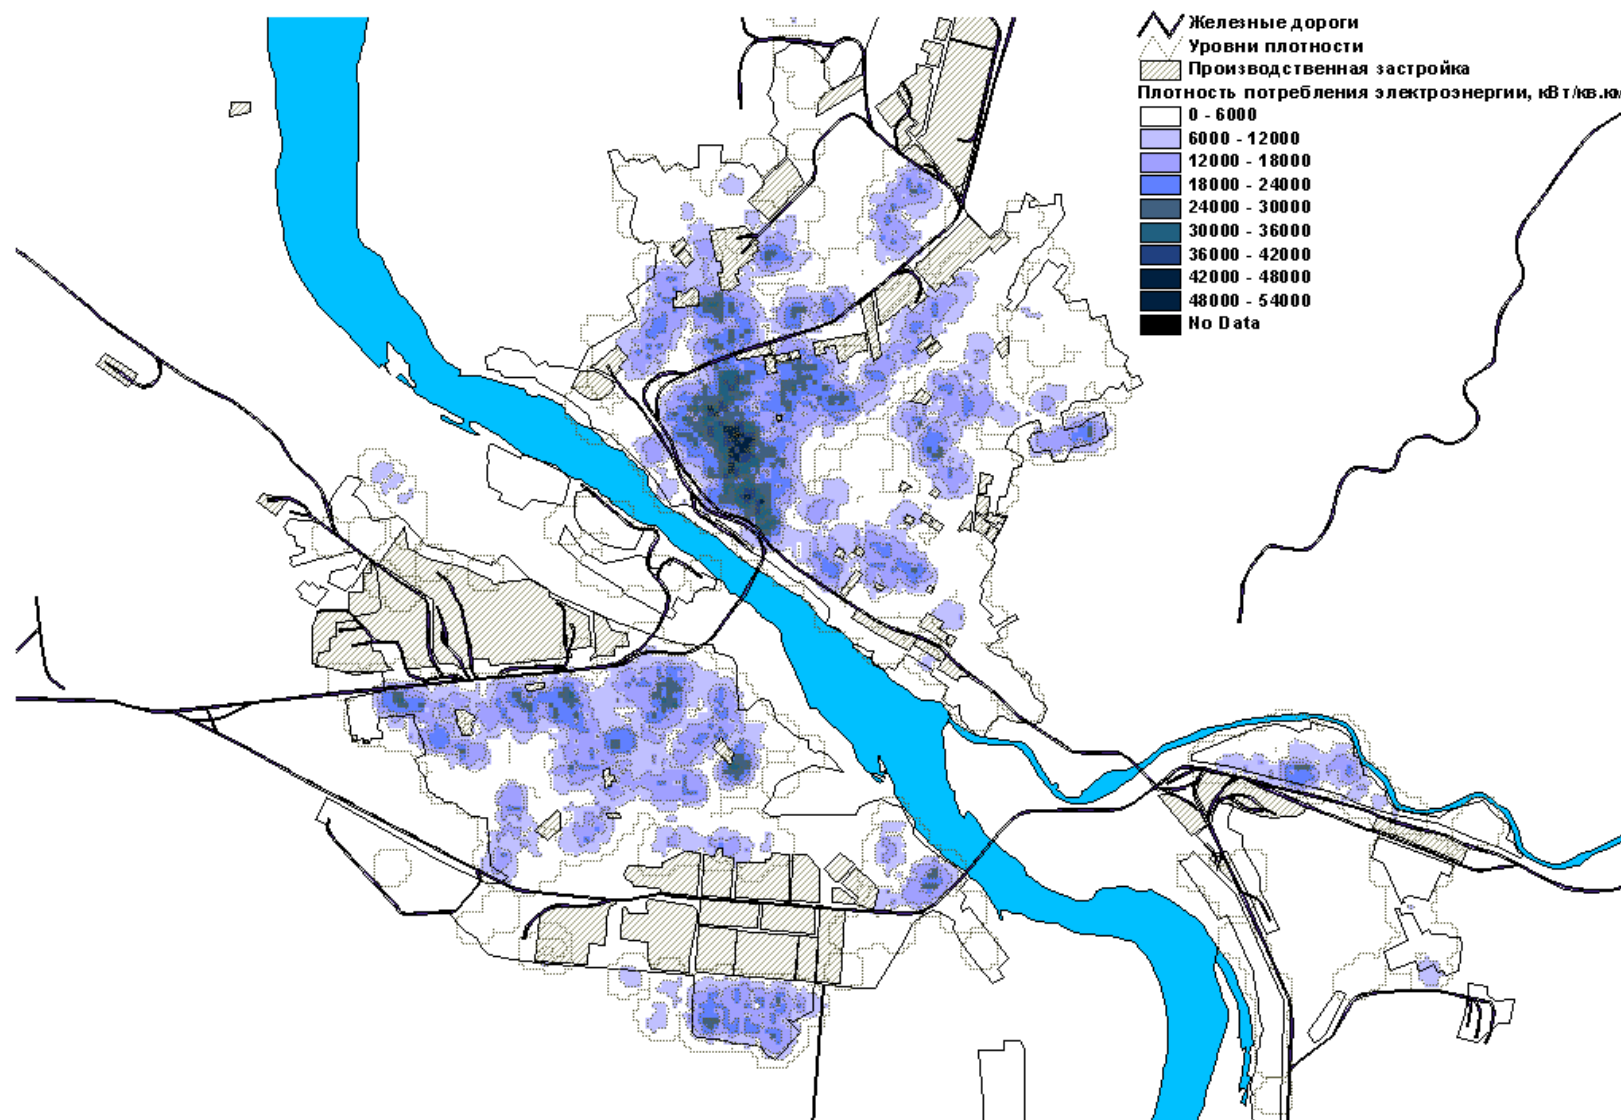 Железные дороги
Уровни плотности
Производственная застройка
Плотность потребления электроэнергии, кВт/кв.км
0 - 6000
6000 - 12000
12000 - 18000
18000 - 24000
24000 - 30000
30000 - 36000
36000 - 42000
42000 - 48000
48000 - 54000
No Data